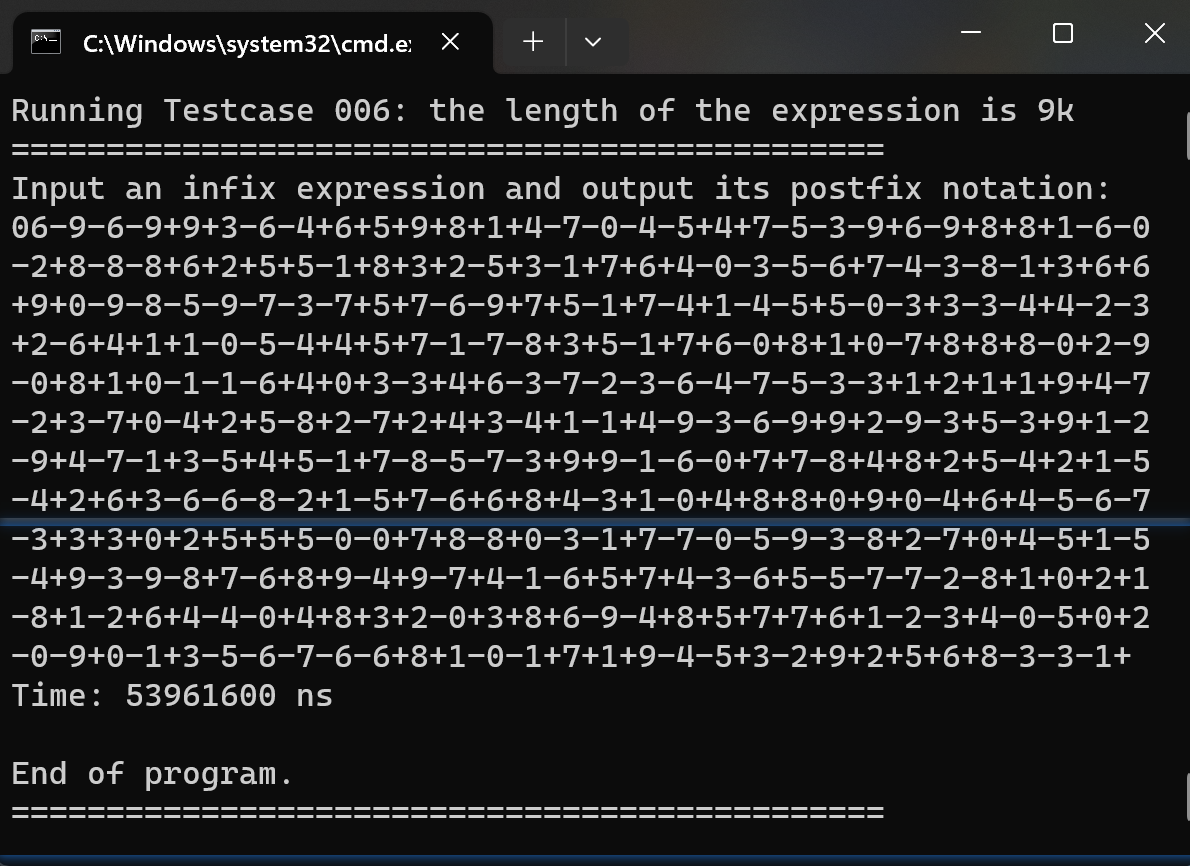 C:\Windows\system32\cmd.e
Running Testcase 006: the length of the expression is 9k
==============================================
Input an infix expression and output its postfix notation:
06-9-6-9+9+3-6-4+6+5+9+8+1+4-7-0-4-5+4+7-5-3-9+6-9+8+8+1-6-0
-2+8-8-8+6+2+5+5-1+8+3+2-5+3-1+7+6+4-0-3-5-6+7-4-3-8-1+3+6+6
+9+0-9-8-5-9-7-3-7+5+7-6-9+7+5-1+7-4+1-4-5+5-0-3+3-3-4+4-2-3
+2-6+4+1+1-0-5-4+4+5+7-1-7-8+3+5-1+7+6-0+8+1+0-7+8+8+8-0+2-9
-0+8+1+0-1-1-6+4+0+3-3+4+6-3-7-2-3-6-4-7-5-3-3+1+2+1+1+9+4-7
-2+3-7+0-4+2+5-8+2-7+2+4+3-4+1-1+4-9-3-6-9+9+2-9-3+5-3+9+1-2
-9+4-7-1+3-5+4+5-1+7-8-5-7-3+9+9-1-6-0+7+7-8+4+8+2+5-4+2+1-5
-4+2+6+3-6-6-8-2+1-5+7-6+6+8+4-3+1-0+4+8+8+0+9+0-4+6+4-5-6-7
-3+3+3+0+2+5+5+5-0-0+7+8-8+0-3-1+7-7-0-5-9-3-8+2-7+0+4-5+1-5
-4+9-3-9-8+7-6+8+9-4+9-7+4-1-6+5+7+4-3-6+5-5-7-7-2-8+1+0+2+1
-8+1-2+6+4-4-0+4+8+3+2-0+3+8+6-9-4+8+5+7+7+6+1-2-3+4-0-5+0+2
-0-9+0-1+3-5-6-7-6-6+8+1-0-1+7+1+9-4-5+3-2+9+2+5+6+8-3-3-1+
Time: 53961600 ns
End of program.
==============================================